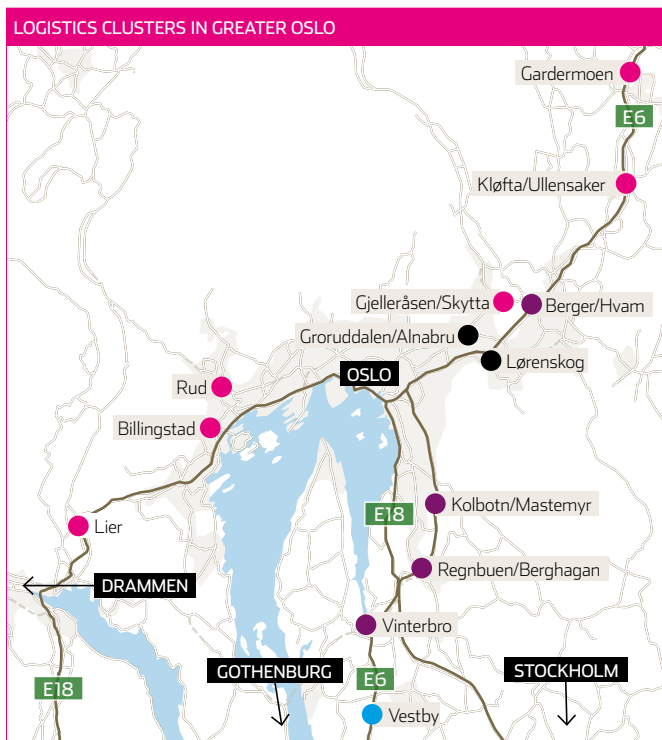 LOGISTICS CLUSTERS IN GREATER OSLO
Gardermoen
E6
Kløfta/Ullensaker
Gjelleråsen/Skytta
Berger/Hvam
Groruddalen/Alnabru
Lørenskog
OSLO
Rud
Billingstad
Kolbotn/Mastemyr
E18
Lier
Regnbuen/Berghagan
DRAMMEN
Vinterbro
GOTHENBURG
STOCKHOLM
E18
E6
Vestby